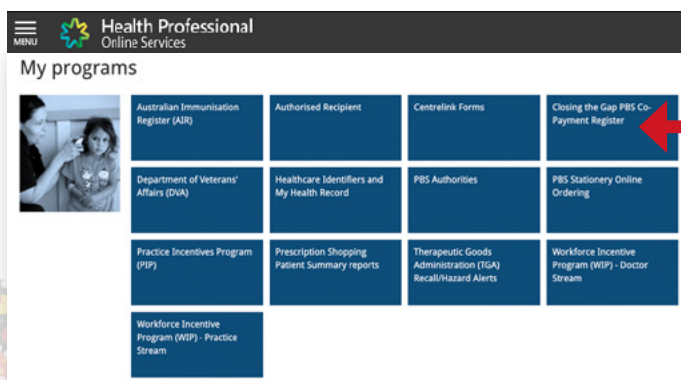 MENU
Health Professional
Online Services
My programs
Australian Immunisation
Register (AIR)
Authorised Recipient
Centrelink Forms
Closing the Gap PBS Co-
Payment Register
Department of Veterans'
Affairs (DVA)
Healthcare Identifiers and
My Health Record
PBS Authorities
PBS Stationery Online
Ordering
Practice Incentives Program
(PIP)
Prescription Shopping
Patient Summary reports
Therapeutic Goods
Administration (TGA)
Recall/Hazard Alerts
Workforce Incentive
Program (WIP) - Doctor
Stream
Workforce Incentive
Program (WIP) - Practice
Stream